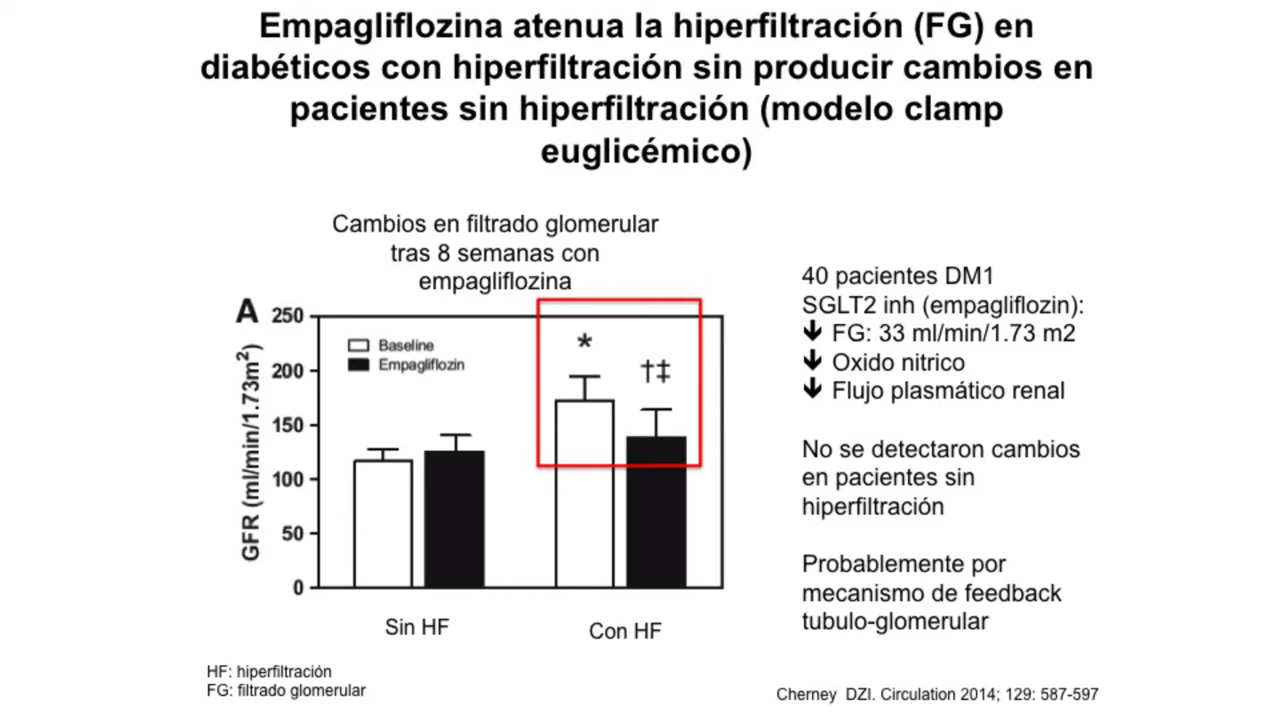 Empagliflozina atenua la hiperfiltración (FG) en
diabéticos con hiperfiltración sin producir cambios en
pacientes sin hiperfiltración (modelo clamp
euglicémico)
Cambios en filtrado glomerular
tras 8 semanas con
empagliflozina
A
250
200
150
100
50
0
GFR (ml/min/1.73m²)
Baseline
Empagliflozin
*
†‡
Sin HF
Con HF
40 pacientes DM1
SGLT2 inh (empagliflozin):
🡻 FG: 33 ml/min/1.73 m2
🡻 Oxido nitrico
🡻 Flujo plasmático renal
No se detectaron cambios
en pacientes sin
hiperfiltración
Probablemente por
mecanismo de feedback
tubulo-glomerular
HF: hiperfiltración
FG: filtrado glomerular
Cherney DZI. Circulation 2014; 129: 587-597